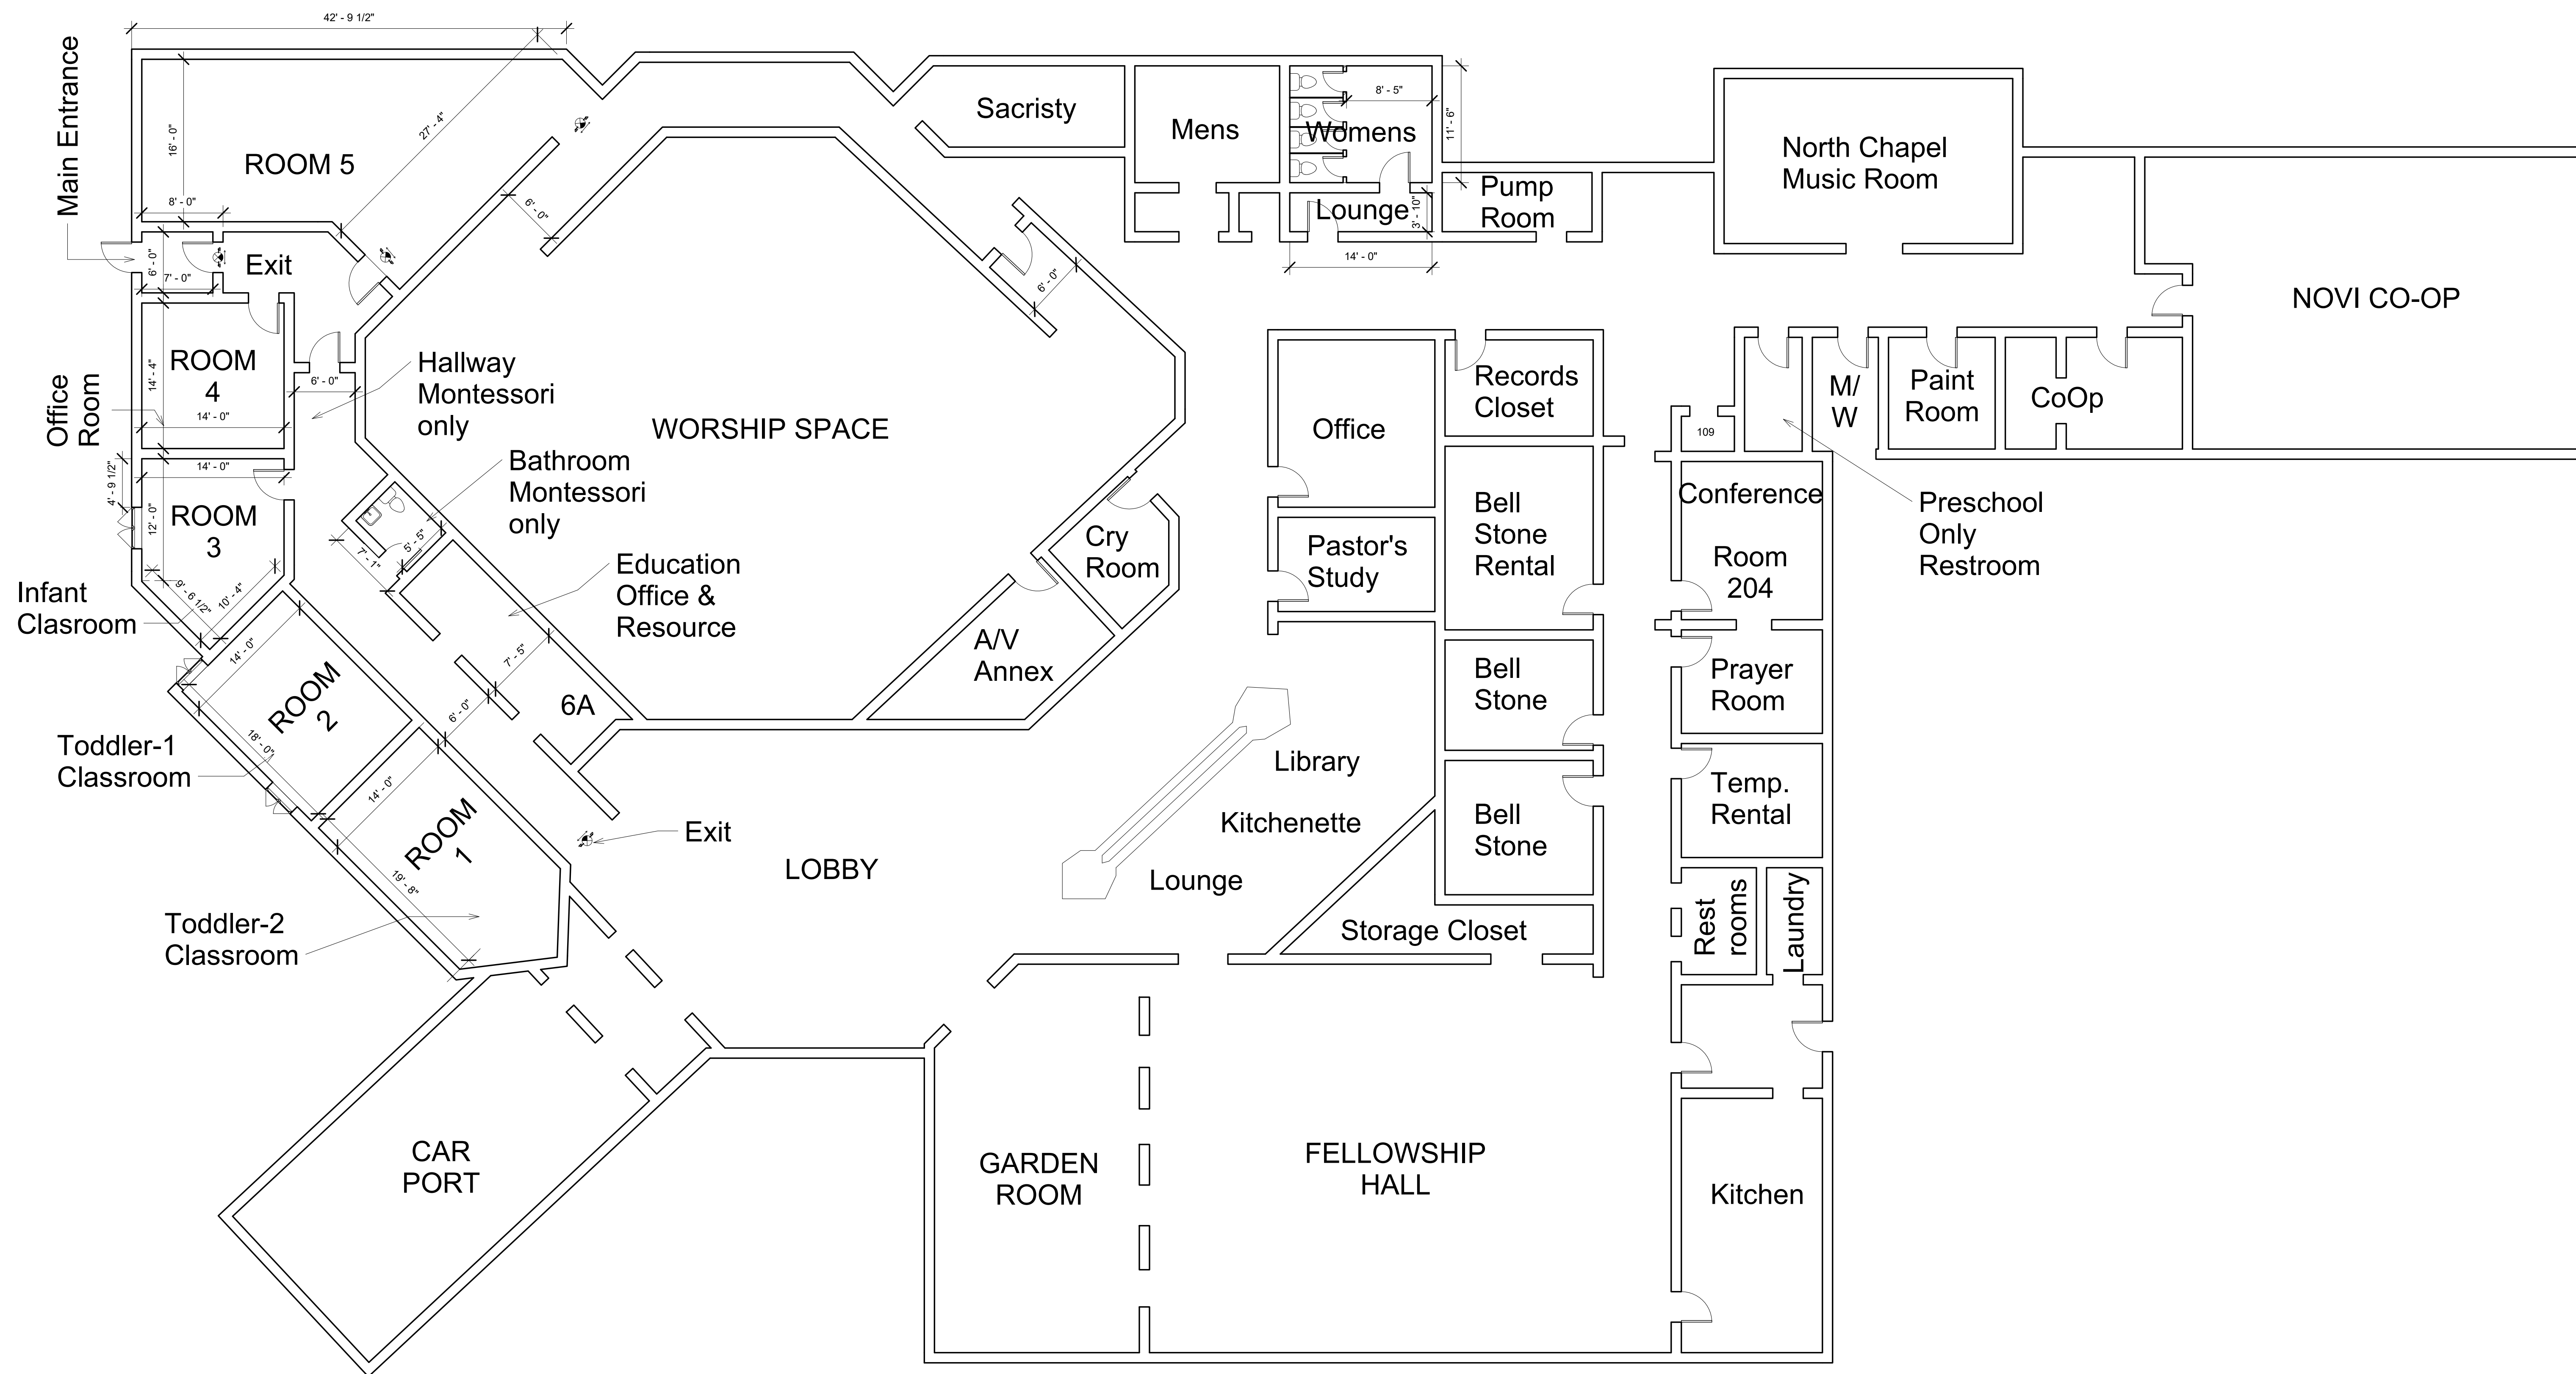 42' - 9 1/2"
Main Entrance
16' - 0"
27' - 4"
ROOM 5
8' - 0"
6' - 0"
7' - 0"
Exit
6' - 0"
Sacristy
Mens
Womens
8' - 5"
11' - 6"
Lounge
3' - 10"
14' - 0"
Pump
Room
North Chapel
Music Room
NOVI CO-OP
6' - 0"
Office
Room
ROOM
4
14' - 4"
14' - 0"
6' - 0"
Hallway
Montessori
only
WORSHIP SPACE
Office
Records
Closet
109
M/
W
Paint
Room
CoOp
4' - 9 1/2"
14' - 0"
12' - 0"
ROOM
3
9' - 6 1/2"
10' - 4"
Bathroom
Montessori
only
7' - 1"
5' - 5"
Cry
Room
Pastor's
Study
Bell
Stone
Rental
Conference
Room
204
Preschool
Only
Restroom
Infant
Clasroom
Education
Office &
Resource
A/V
Annex
14' - 0"
ROOM
2
18' - 0"
7' - 5"
6' - 0"
6A
Bell
Stone
Prayer
Room
Toddler-1
Classroom
Library
Kitchenette
Lounge
14' - 0"
ROOM
1
19' - 8"
Exit
LOBBY
Bell
Stone
Temp.
Rental
Toddler-2
Classroom
Storage Closet
Rest
rooms
Laundry
CAR
PORT
GARDEN
ROOM
FELLOWSHIP
HALL
Kitchen